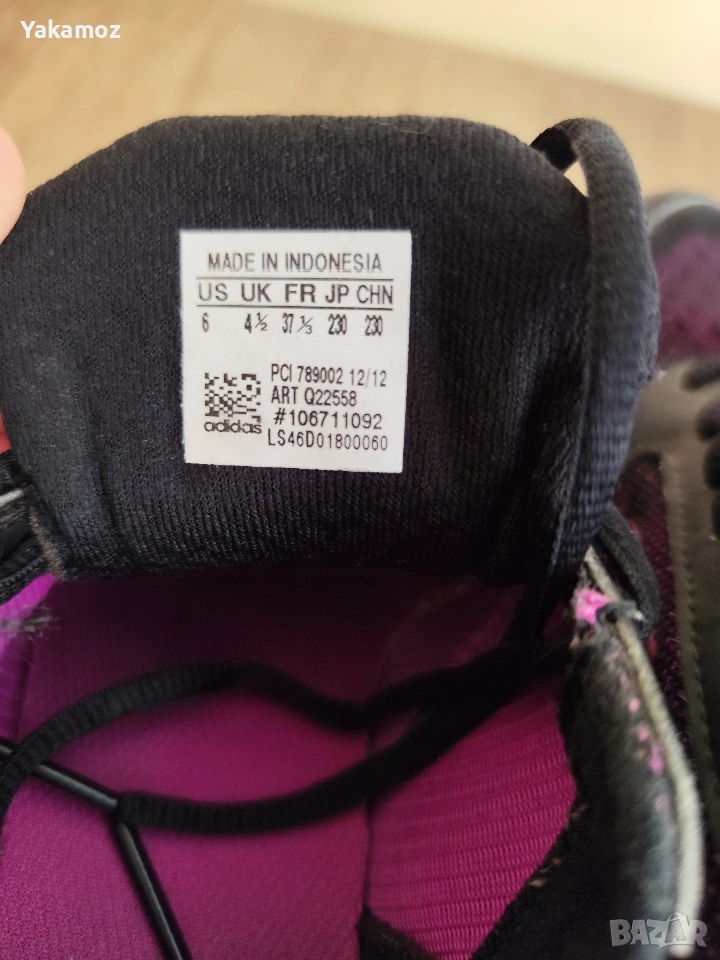 Yakamoz
MADE IN INDONESIA
US UK FR JP CHN
6 4½ 37⅓ 230 230
PCI 789002 12/12
ART Q22558
#106711092
adidas
LS46D01800060
BAZAR